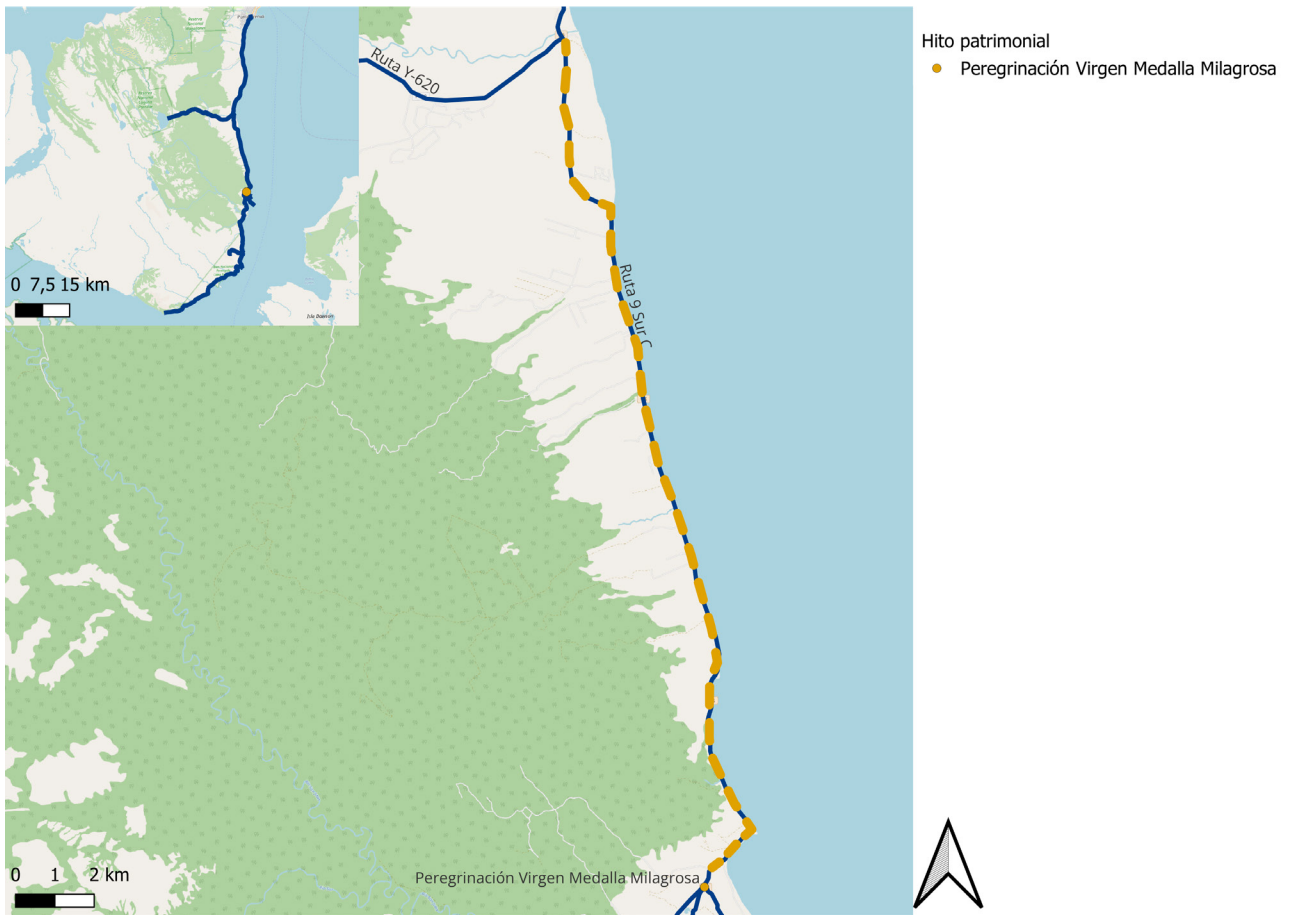 Hito patrimonial
Peregrinación Virgen Medalla Milagrosa
Ruta Y-620
0 7,5 15 km
Ruta 9 Sur C
Peregrinación Virgen Medalla Milagrosa
0 1 2 km